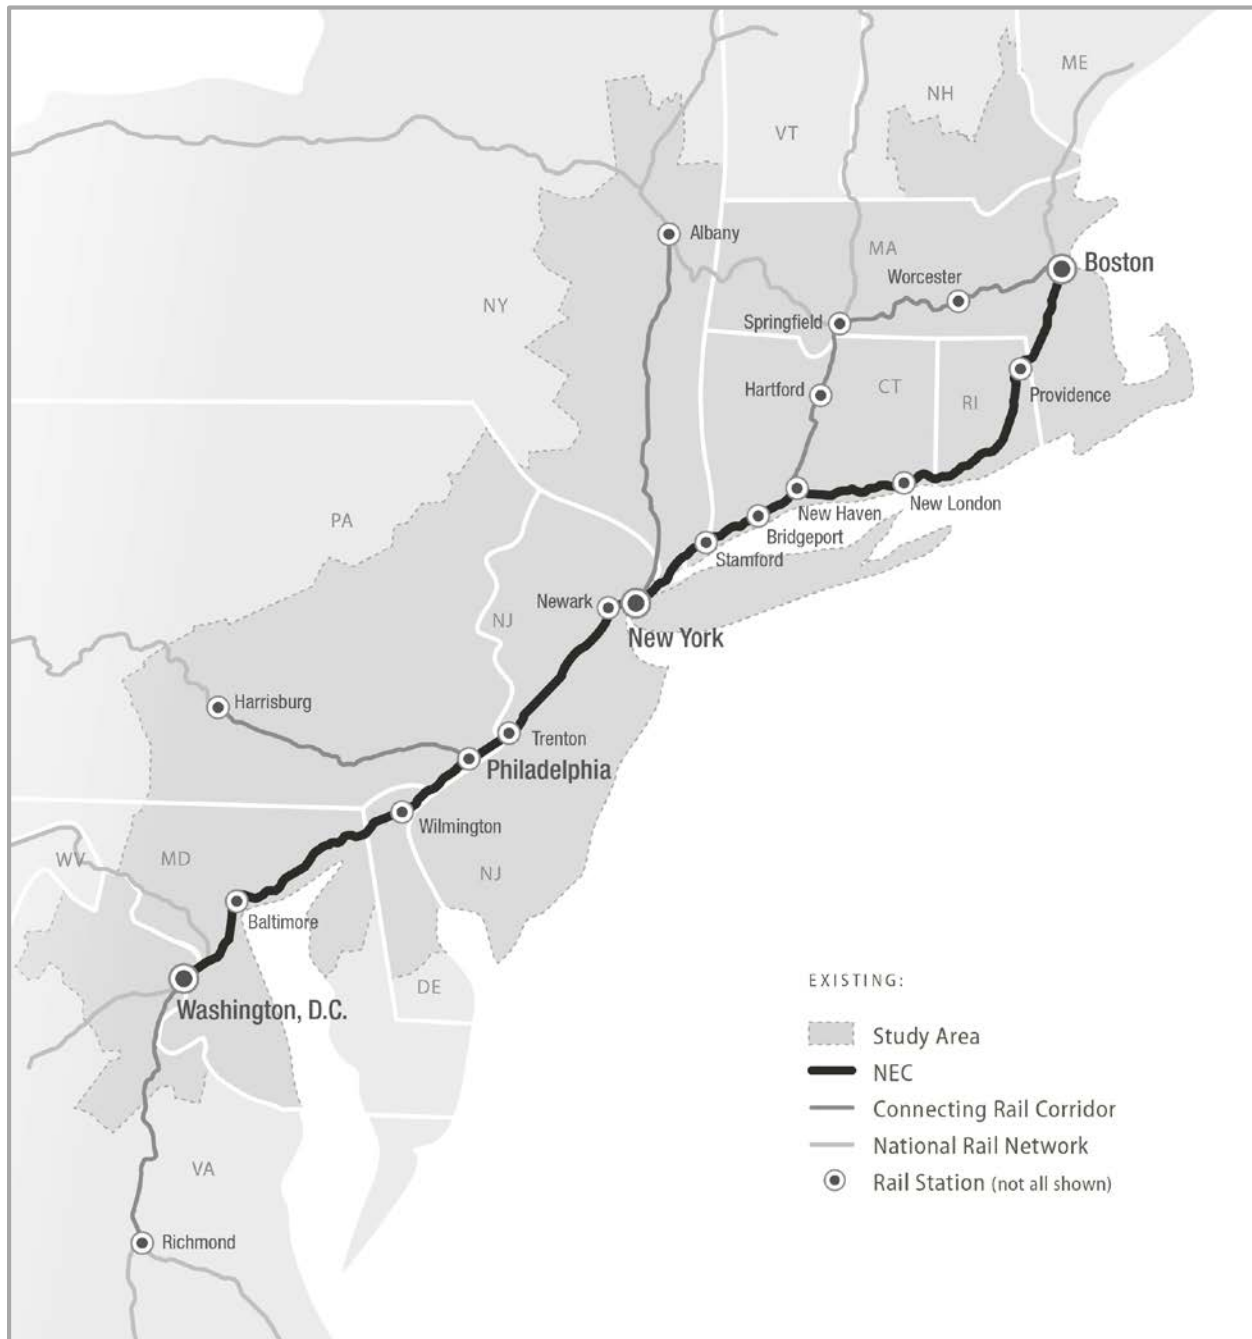 ME
NH
VT
Albany
MA
Boston
Worcester
NY
Springfield
Hartford
CT
RI
Providence
New London
New Haven
PA
Bridgeport
Stamford
Newark
NJ
New York
Harrisburg
Trenton
Philadelphia
Wilmington
WV
MD
NJ
Baltimore
DE
Washington, D.C.
VA
Richmond
EXISTING:
Study Area
NEC
Connecting Rail Corridor
National Rail Network
Rail Station (not all shown)